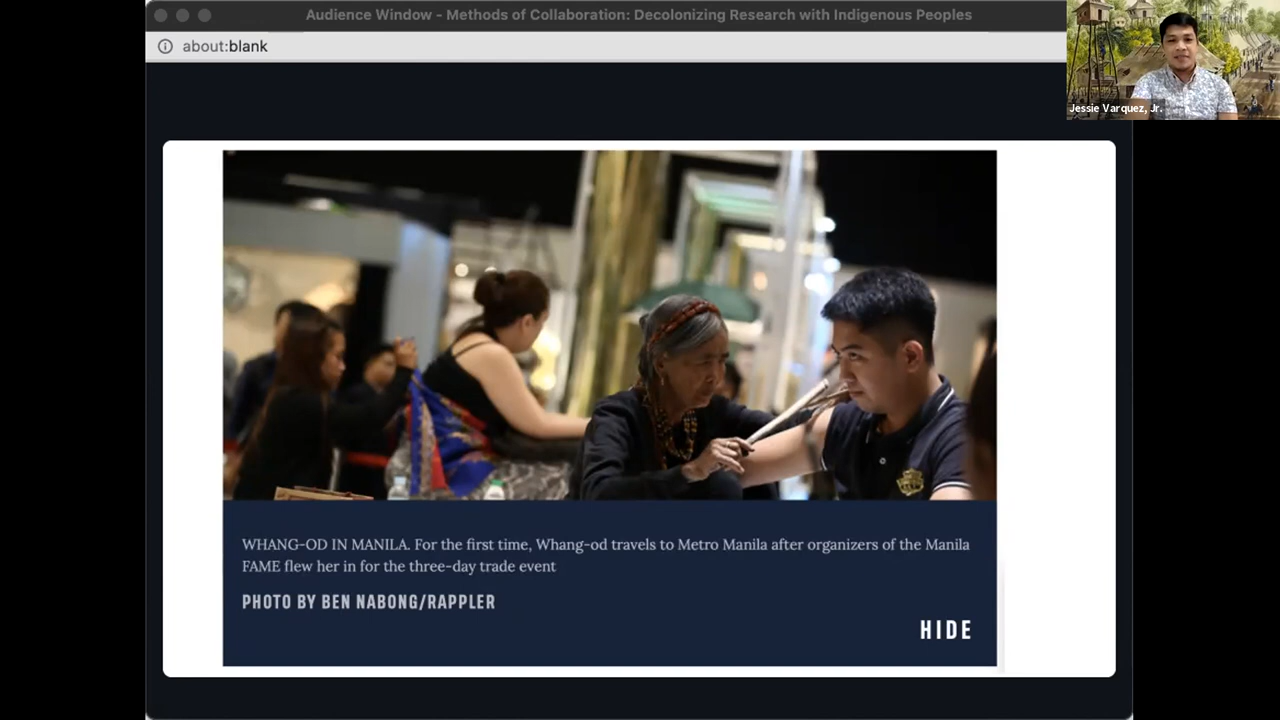 Audience Window - Methods of Collaboration: Decolonizing Research with Indigenous Peoples
about:blank
Jessie Varquez, Jr.
WHANG-OD IN MANILA. For the first time, Whang-od travels to Metro Manila after organizers of the Manila
FAME flew her in for the three-day trade event
PHOTO BY BEN NABONG/RAPPLER
HIDE